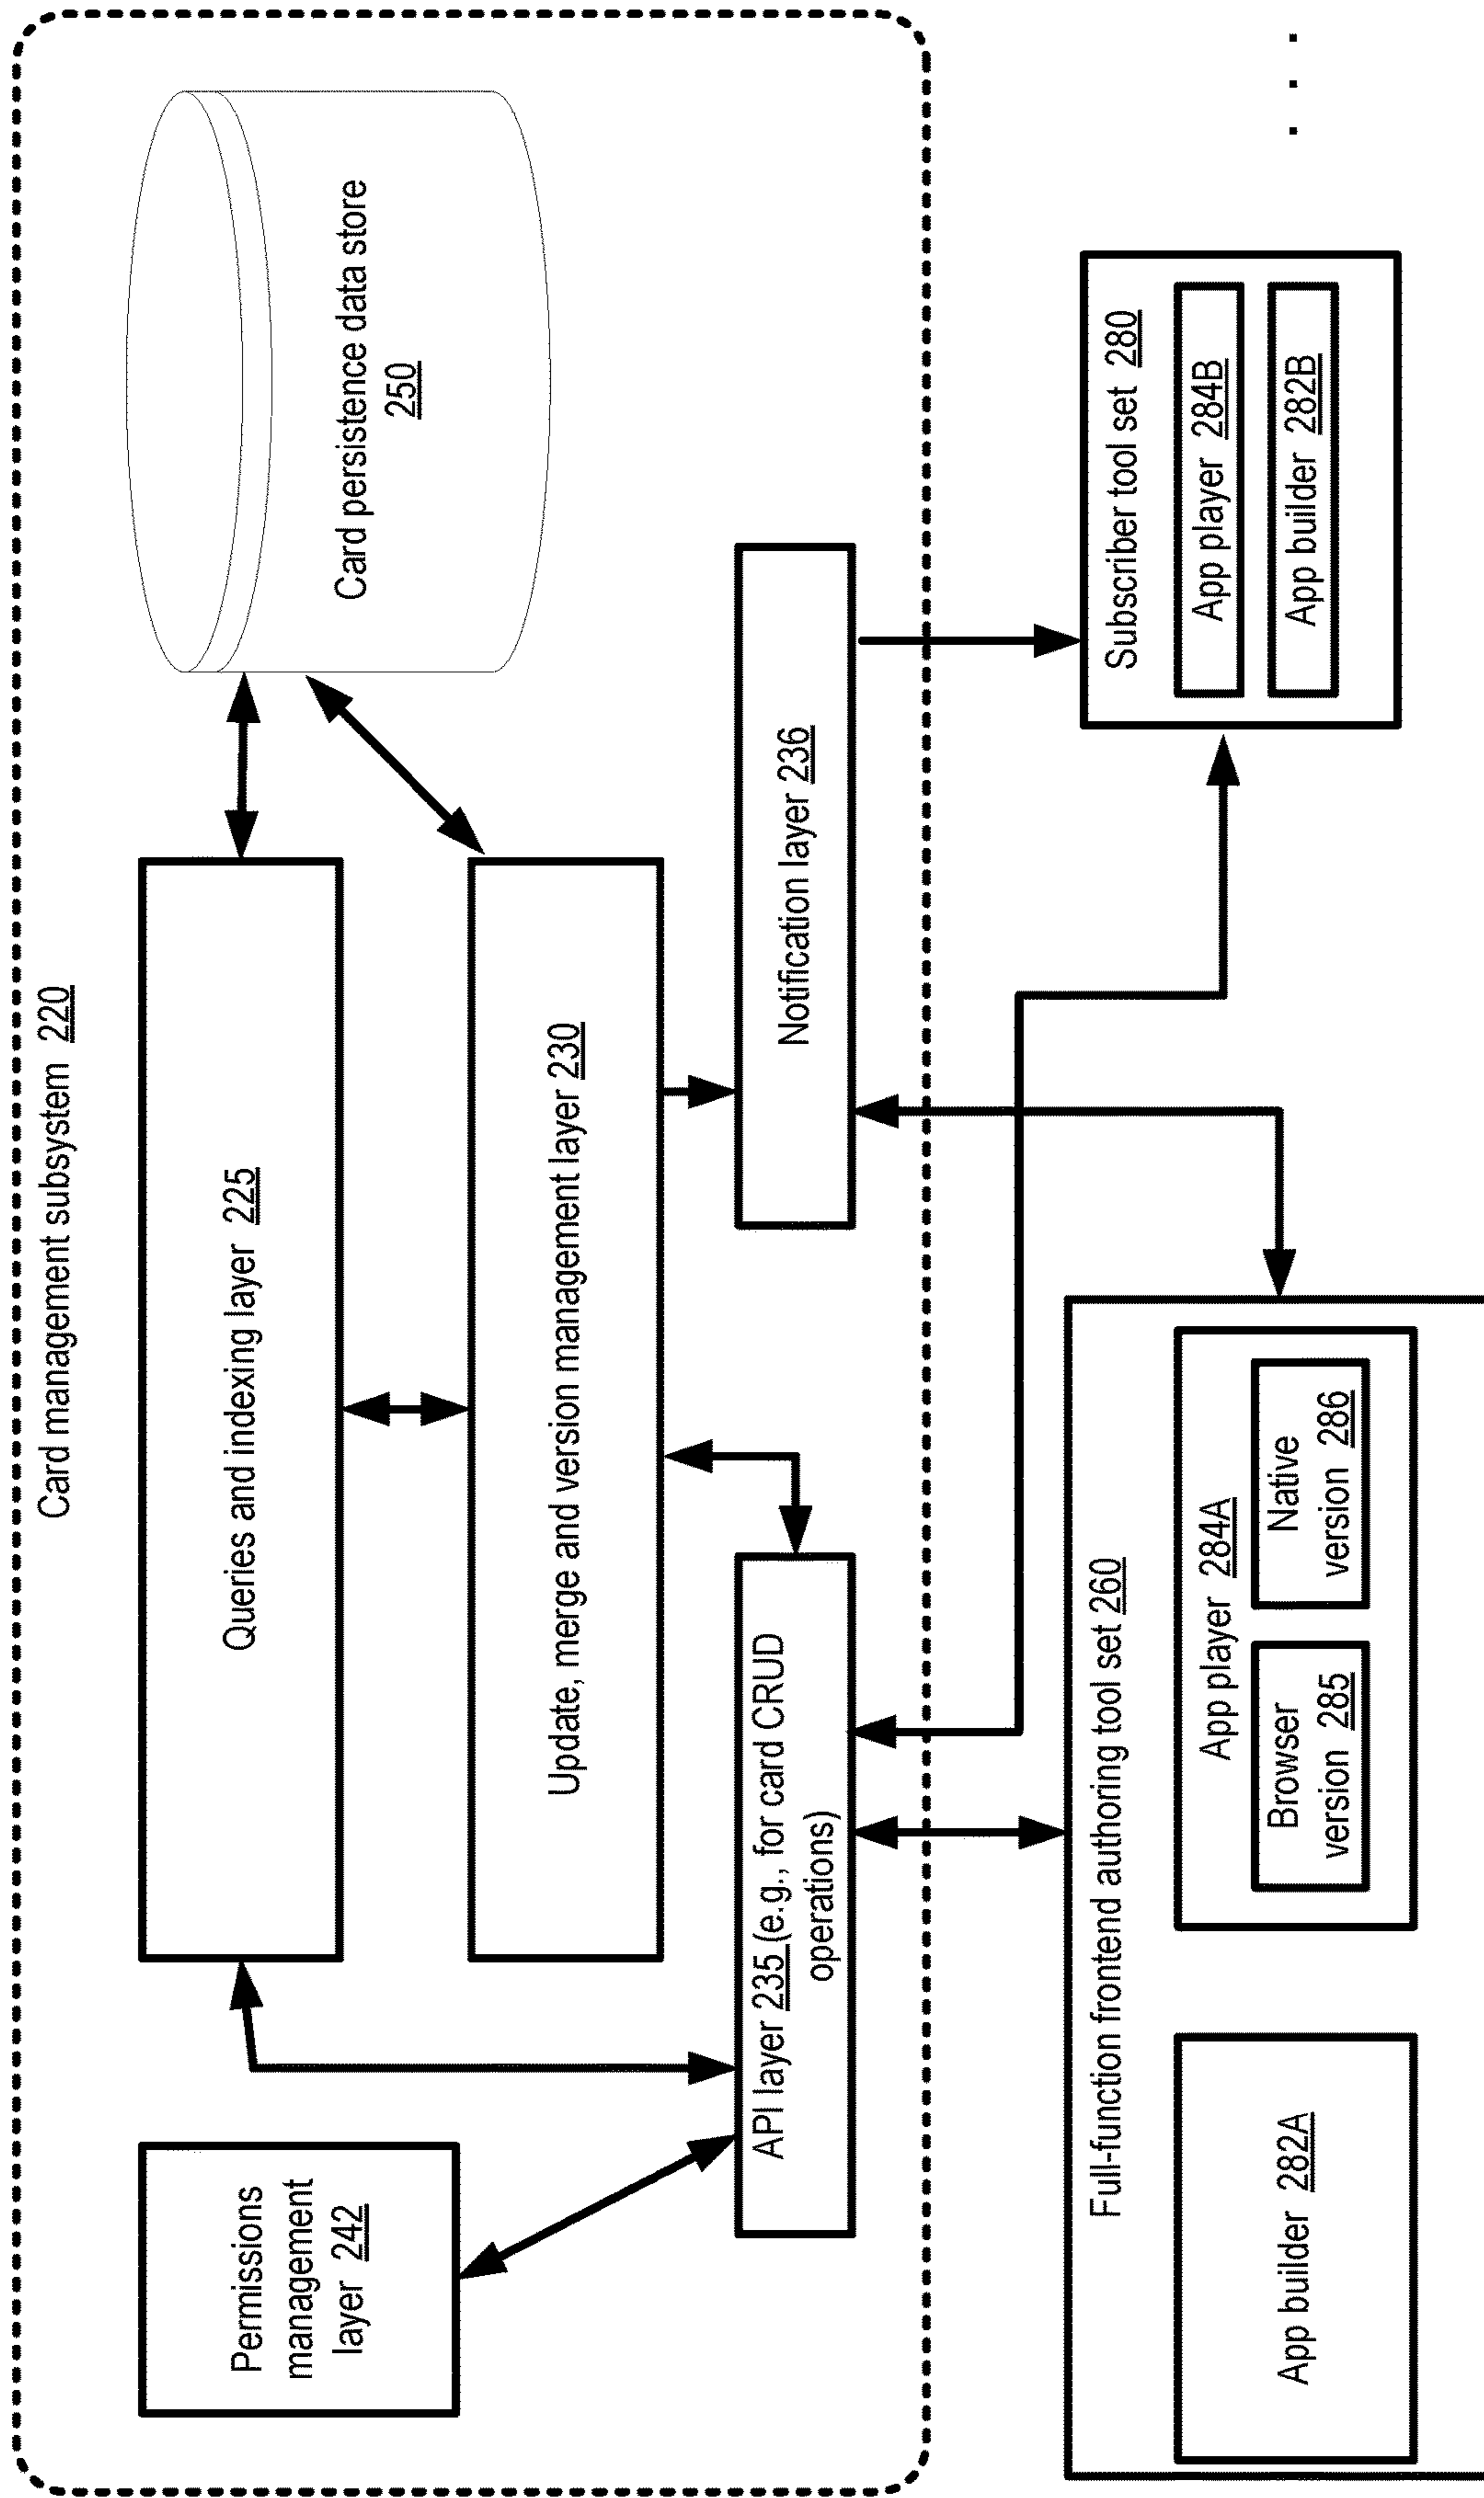 Card management subsystem 220
Permissions
management
layer 242
Queries and indexing layer 225
Card persistence data store
250
Update, merge and version management layer 230
API layer 235 (e.g., for card CRUD
operations)
Notification layer 236
Full-function frontend authoring tool set 260
App builder 282A
App player 284A
Browser
version 285
Native
version 286
Subscriber tool set 280
App player 284B
App builder 282B
. . .